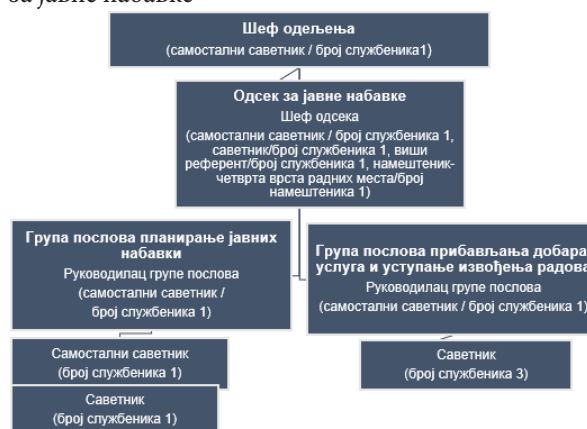 за јавне набавке
Шеф одељења
(самостални саветник / број службеника1)
Одсек за јавне набавке
Шеф одсека
(самостални саветник / број службеника 1,
саветник/број службеника 1, виши
референт/број службеника 1, намештеник-
четврта врста радних места/број
намештеника 1)
Група послова планирање јавних
набавки
Руководилац групе послова
(самостални саветник /
број службеника 1)
Група послова прибављања добара,
услуга и уступање извођења радова
Руководилац групе послова
(самостални саветник / број службеника 1)
Самостални саветник
(број службеника 1)
Саветник
(број службеника 1)
Саветник
(број службеника 3)